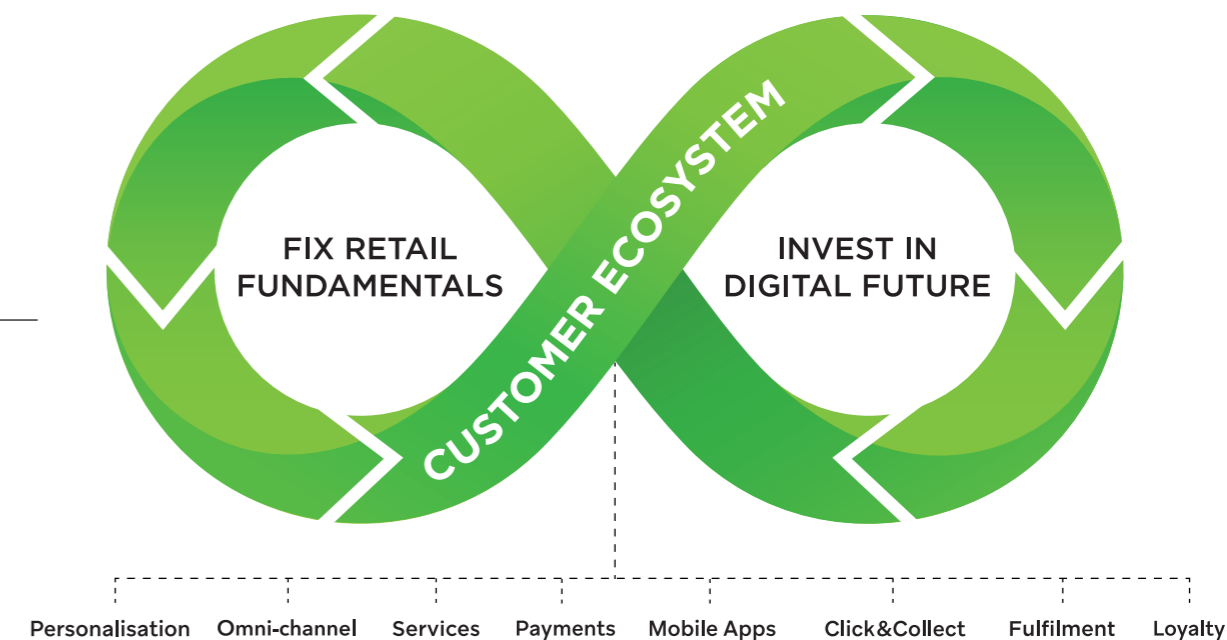 FIX RETAIL
FUNDAMENTALS
CUSTOMER ECOSYSTEM
INVEST IN
DIGITAL FUTURE
Personalisation Omni-channel Services Payments Mobile Apps Click&Collect Fulfilment Loyalty